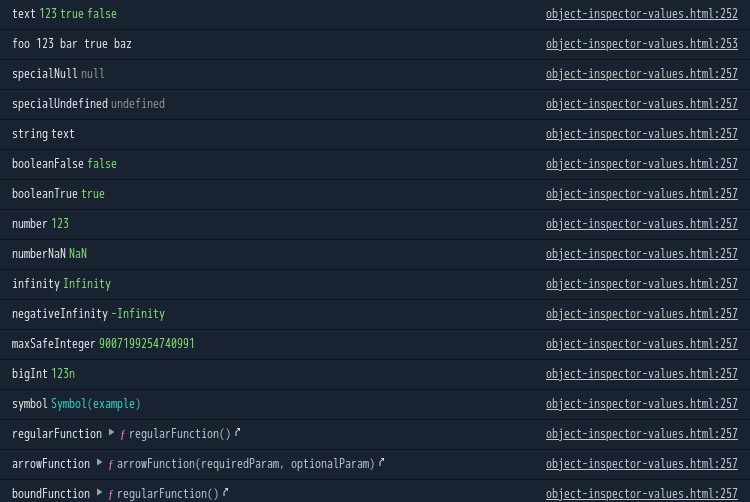 text 123 true false object-inspector-values.html:252
foo 123 bar true baz object-inspector-values.html:253
specialNull null object-inspector-values.html:257
specialUndefined undefined object-inspector-values.html:257
string text object-inspector-values.html:257
booleanFalse false object-inspector-values.html:257
booleanTrue true object-inspector-values.html:257
number 123 object-inspector-values.html:257
numberNaN NaN object-inspector-values.html:257
infinity Infinity object-inspector-values.html:257
negativeInfinity -Infinity object-inspector-values.html:257
maxSafeInteger 9007199254740991 object-inspector-values.html:257
bigInt 123n object-inspector-values.html:257
symbol Symbol(example) object-inspector-values.html:257
regularFunction ▶ ƒ regularFunction() object-inspector-values.html:257
arrowFunction ▶ ƒ arrowFunction(requiredParam, optionalParam) object-inspector-values.html:257
boundFunction ▶ ƒ regularFunction() object-inspector-values.html:257